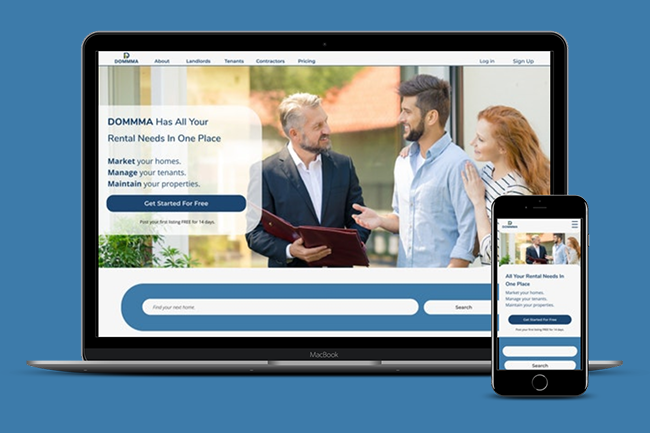 DOMMMA
About Landlords Tenants Contractors Pricing Log in Sign Up
DOMMMA Has All Your
Rental Needs In One Place
Market your homes.
Manage your tenants.
Maintain your properties.
Get Started For Free
Post your first listing FREE for 14 days.
Find your next home.
Search
MacBook
DOMMMA
All Your Rental Needs In
One Place
Market your homes.
Manage your tenants.
Maintain your properties.
Get Started For Free
Post your first listing FREE for 14 days.
Search